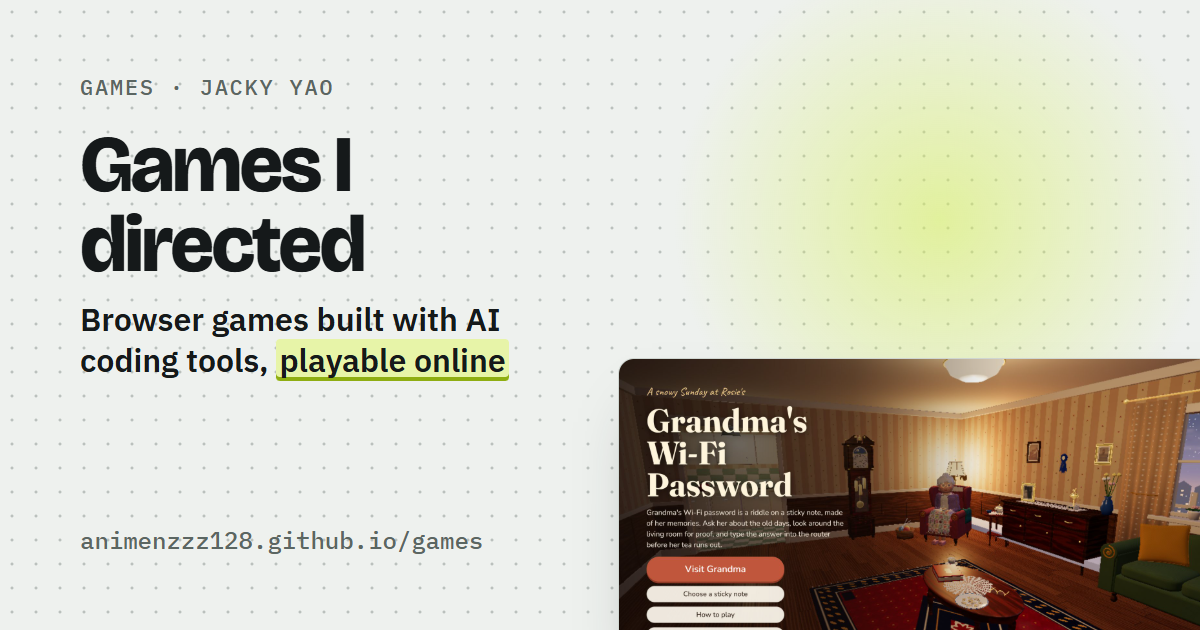 GAMES · JACKY YAO
Games I
directed
Browser games built with AI
coding tools, playable online
animenzzz128.github.io/games
A snowy Sunday at Rosie's
Grandma's
Wi-Fi
Password
Grandma's Wi-Fi password is a riddle on a sticky note, made
of her memories. Ask her about the old days, look around the
living room for proof, and type the answer into the router
before her tea runs out.
Visit Grandma
Choose a sticky note
How to play